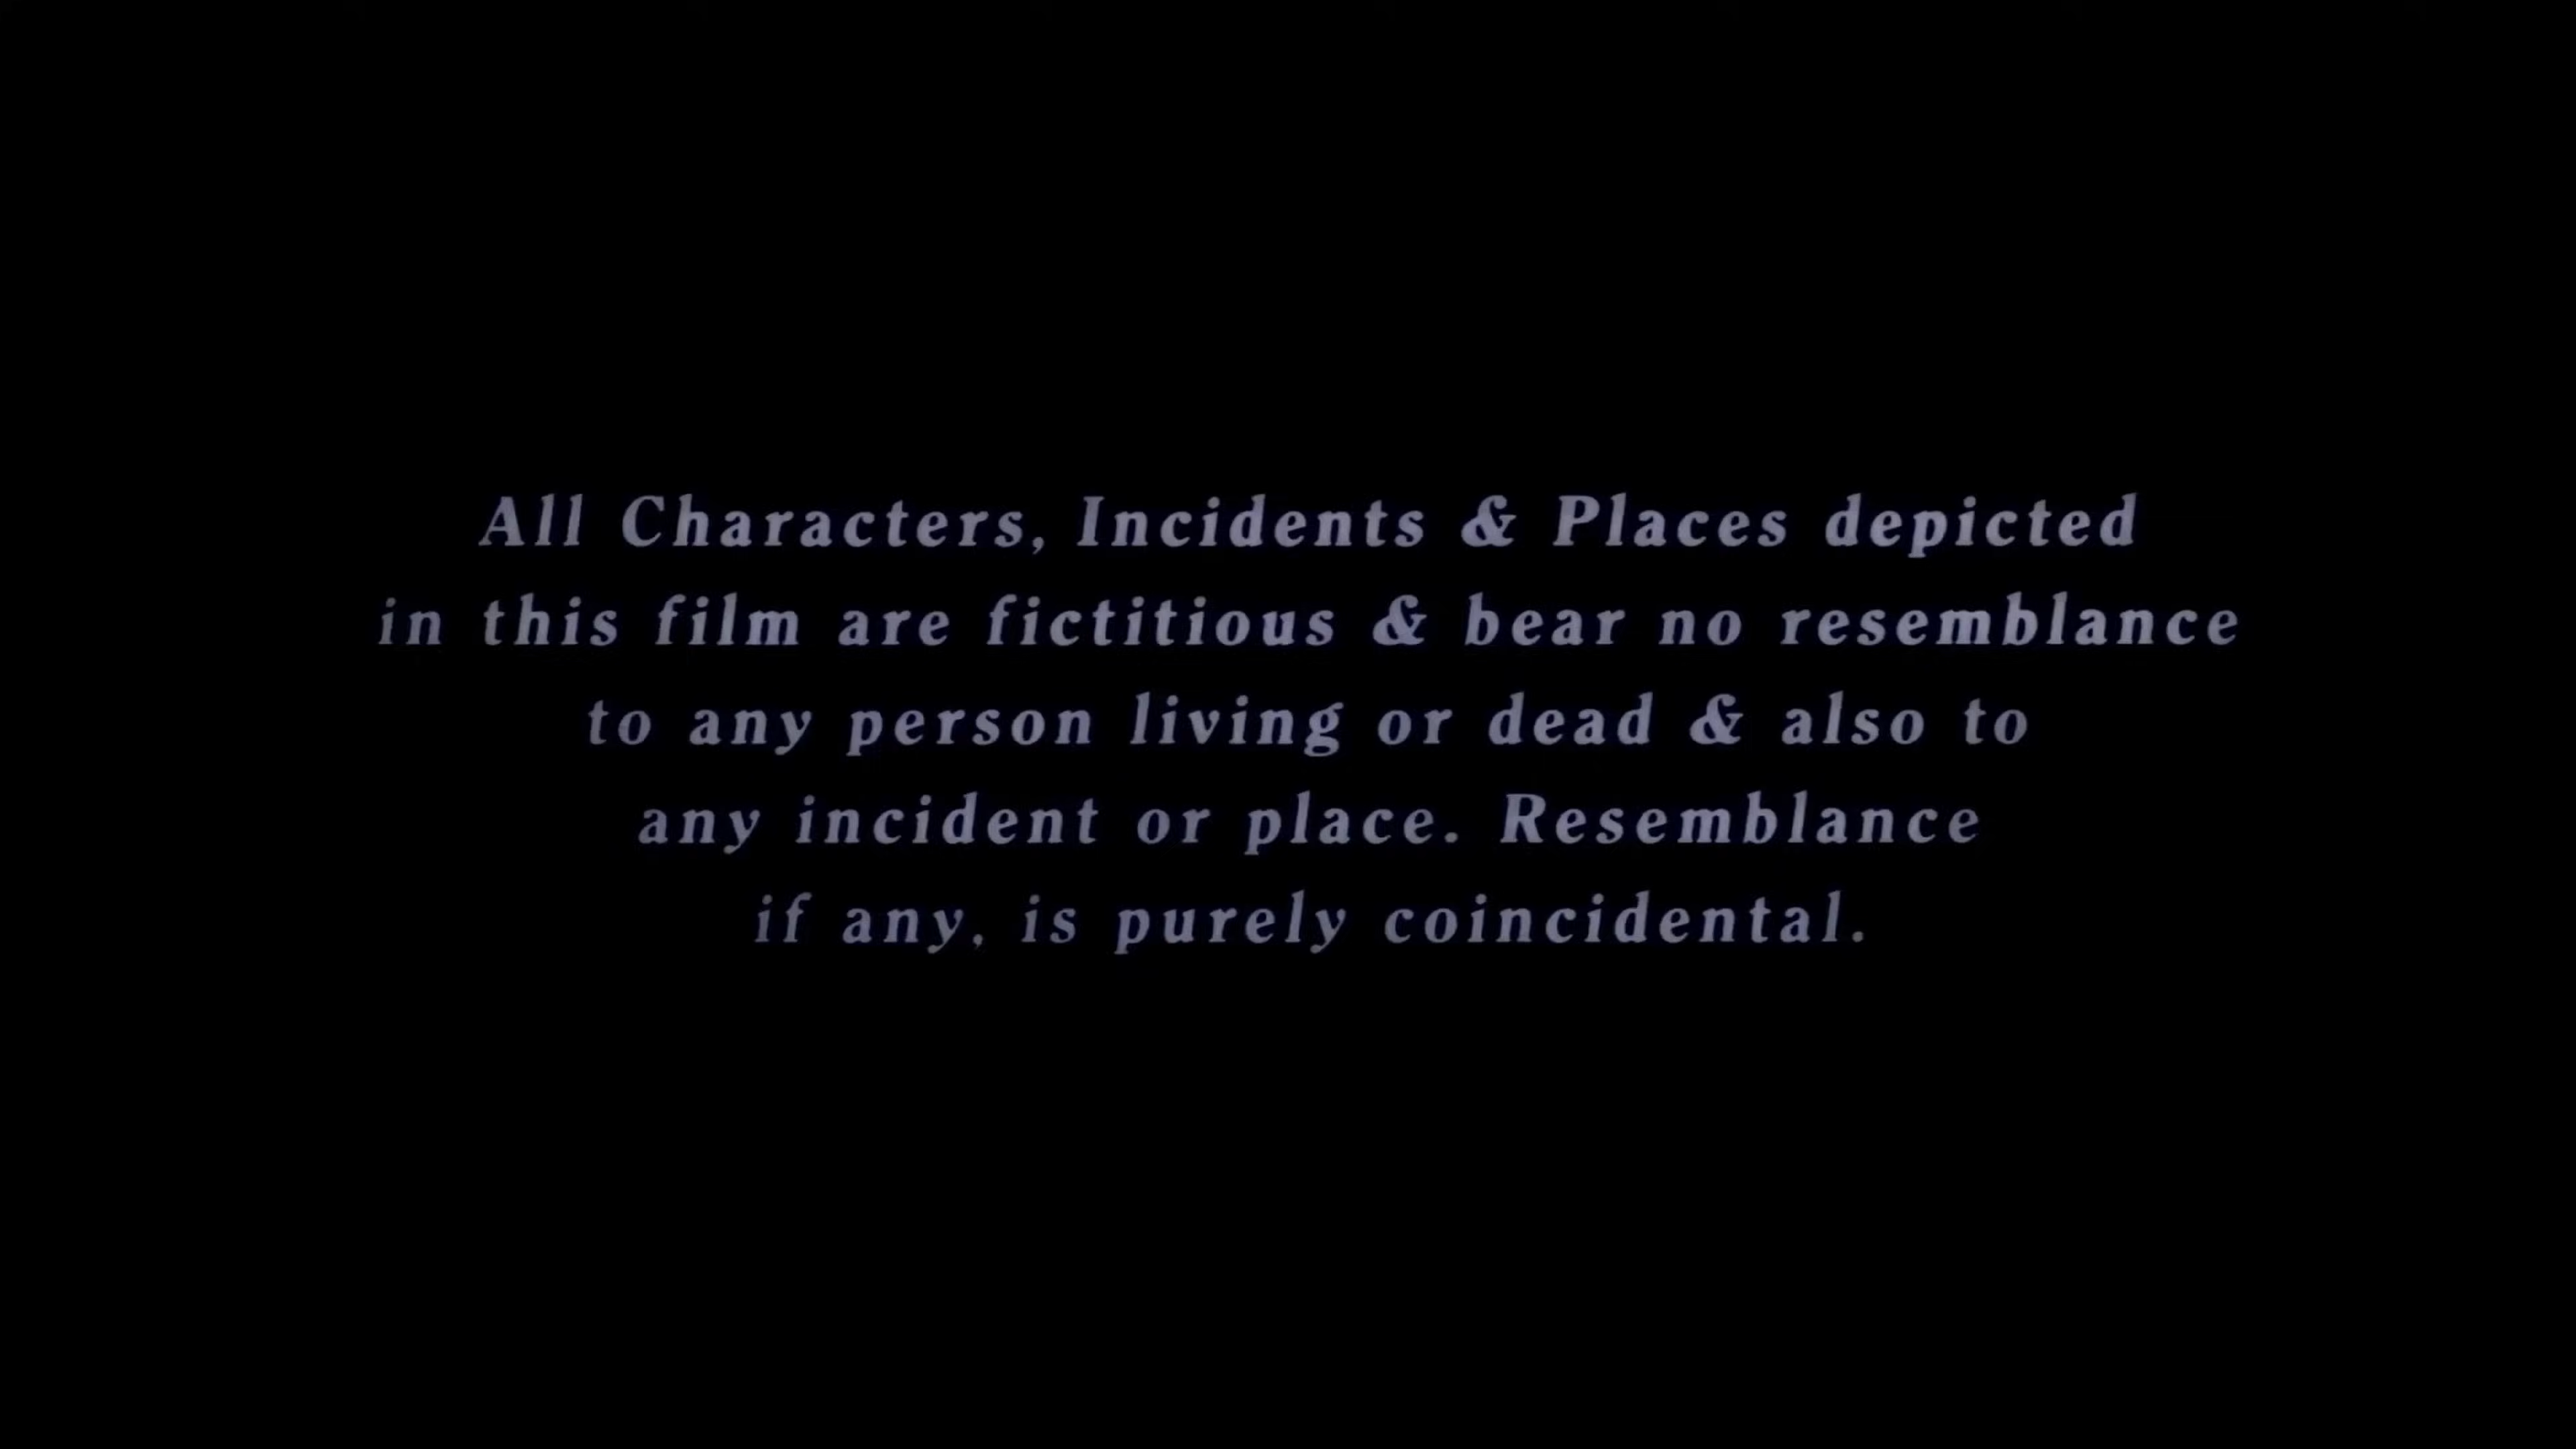 All Characters, Incidents & Places depicted
in this film are fictitious & bear no resemblance
to any person living or dead & also to
any incident or place. Resemblance
if any, is purely coincidental.